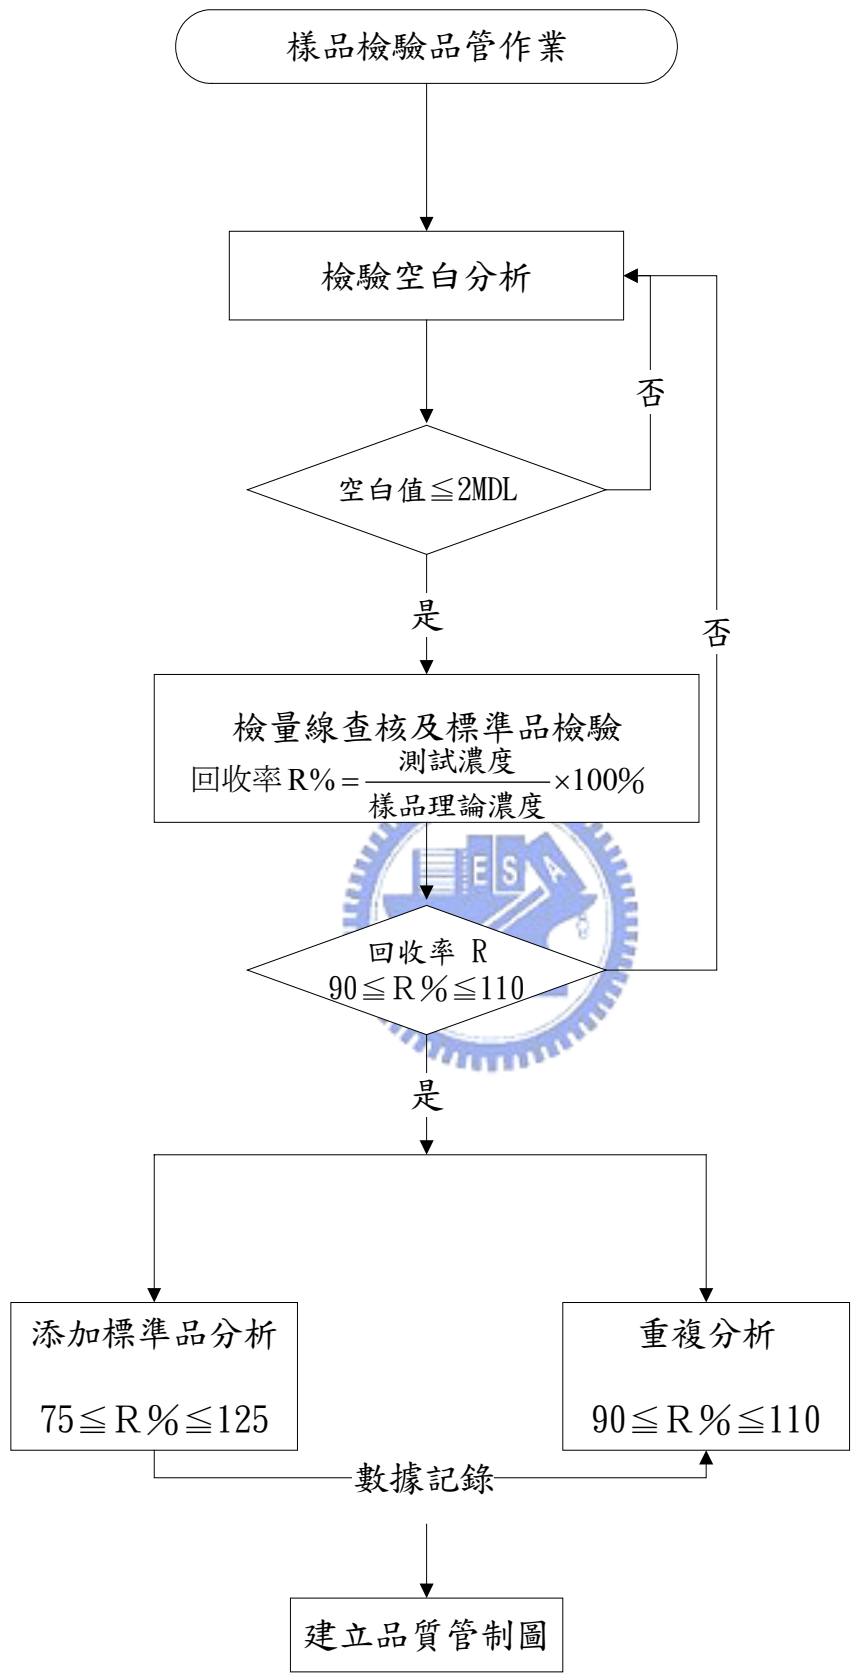 樣品檢驗品管作業
檢驗空白分析
否
空白值≦2MDL
是
否
檢量線查核及標準品檢驗
回收率 R% = 測試濃度 / 樣品理論濃度 ×100%
ESA
回收率 R
90≦R%≦110
是
添加標準品分析
75≦R%≦125
重複分析
90≦R%≦110
數據記錄
建立品質管制圖